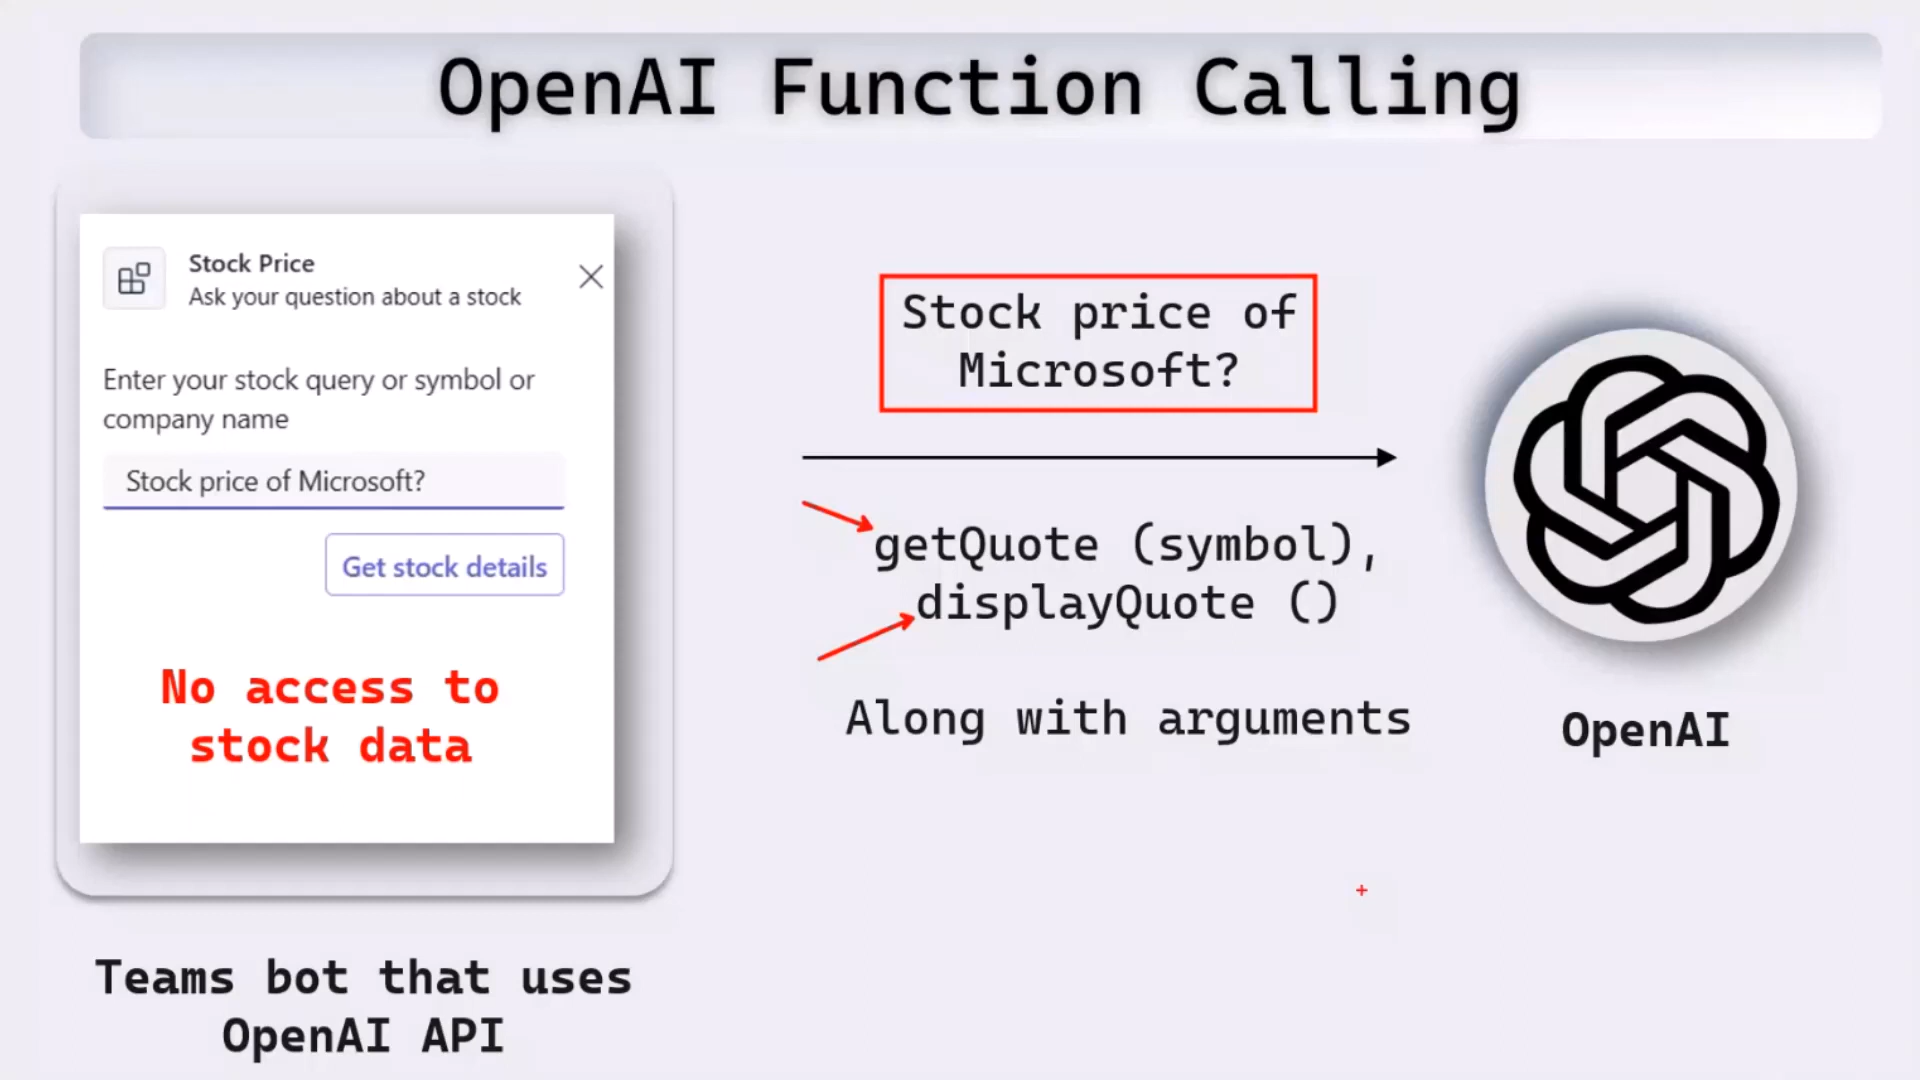 OpenAI Function Calling
Stock Price
Ask your question about a stock
Enter your stock query or symbol or
company name
Stock price of Microsoft?
Get stock details
No access to
stock data
Teams bot that uses
OpenAI API
Stock price of
Microsoft?
getQuote (symbol),
displayQuote ()
Along with arguments
OpenAI